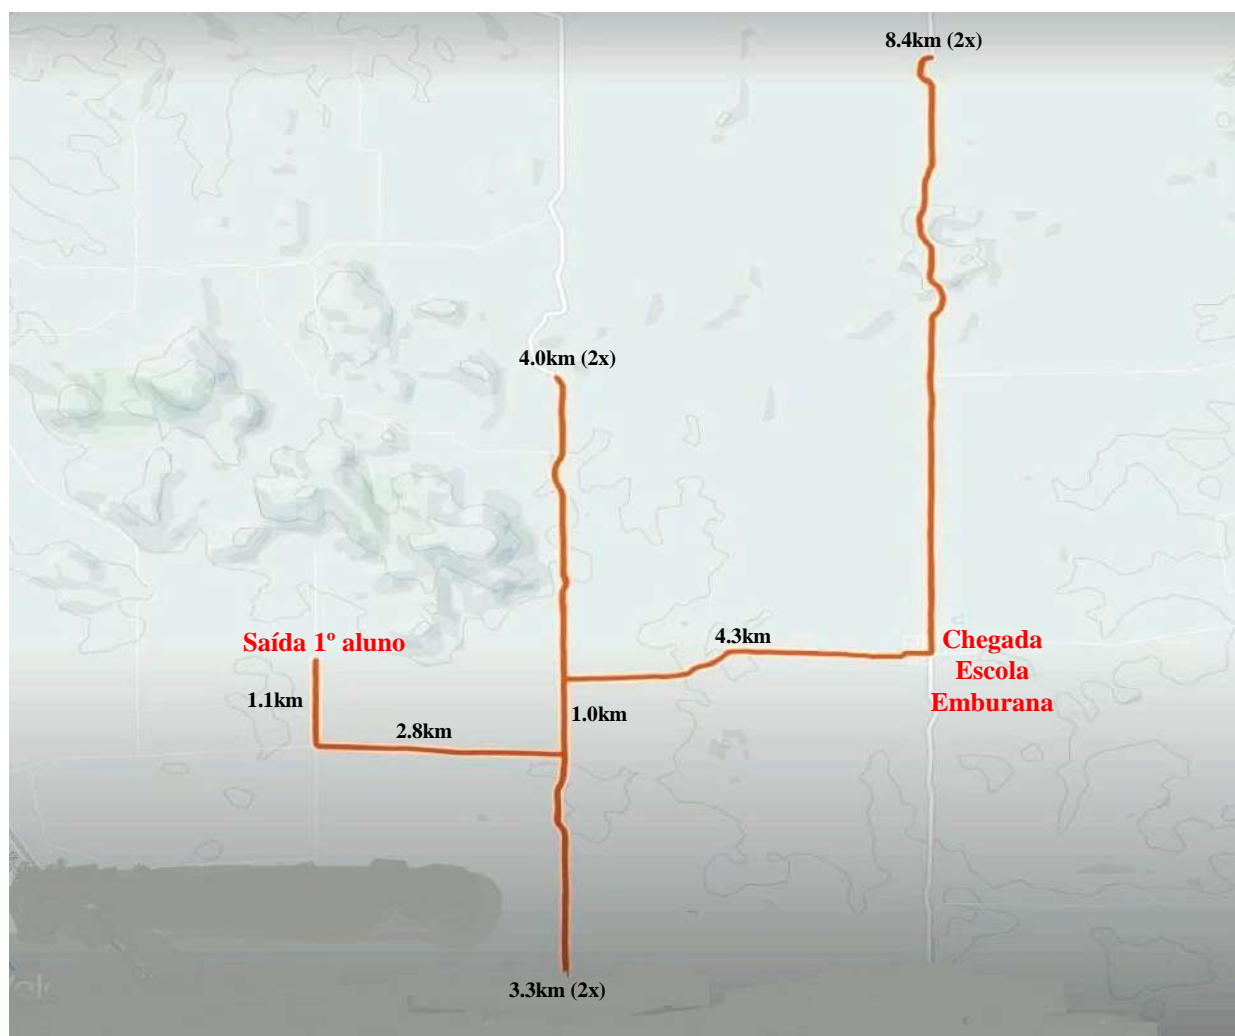 8.4km (2x)
4.0km (2x)
Saída 1º aluno
4.3km
Chegada
Escola
Emburana
1.1km
1.0km
2.8km
3.3km (2x)